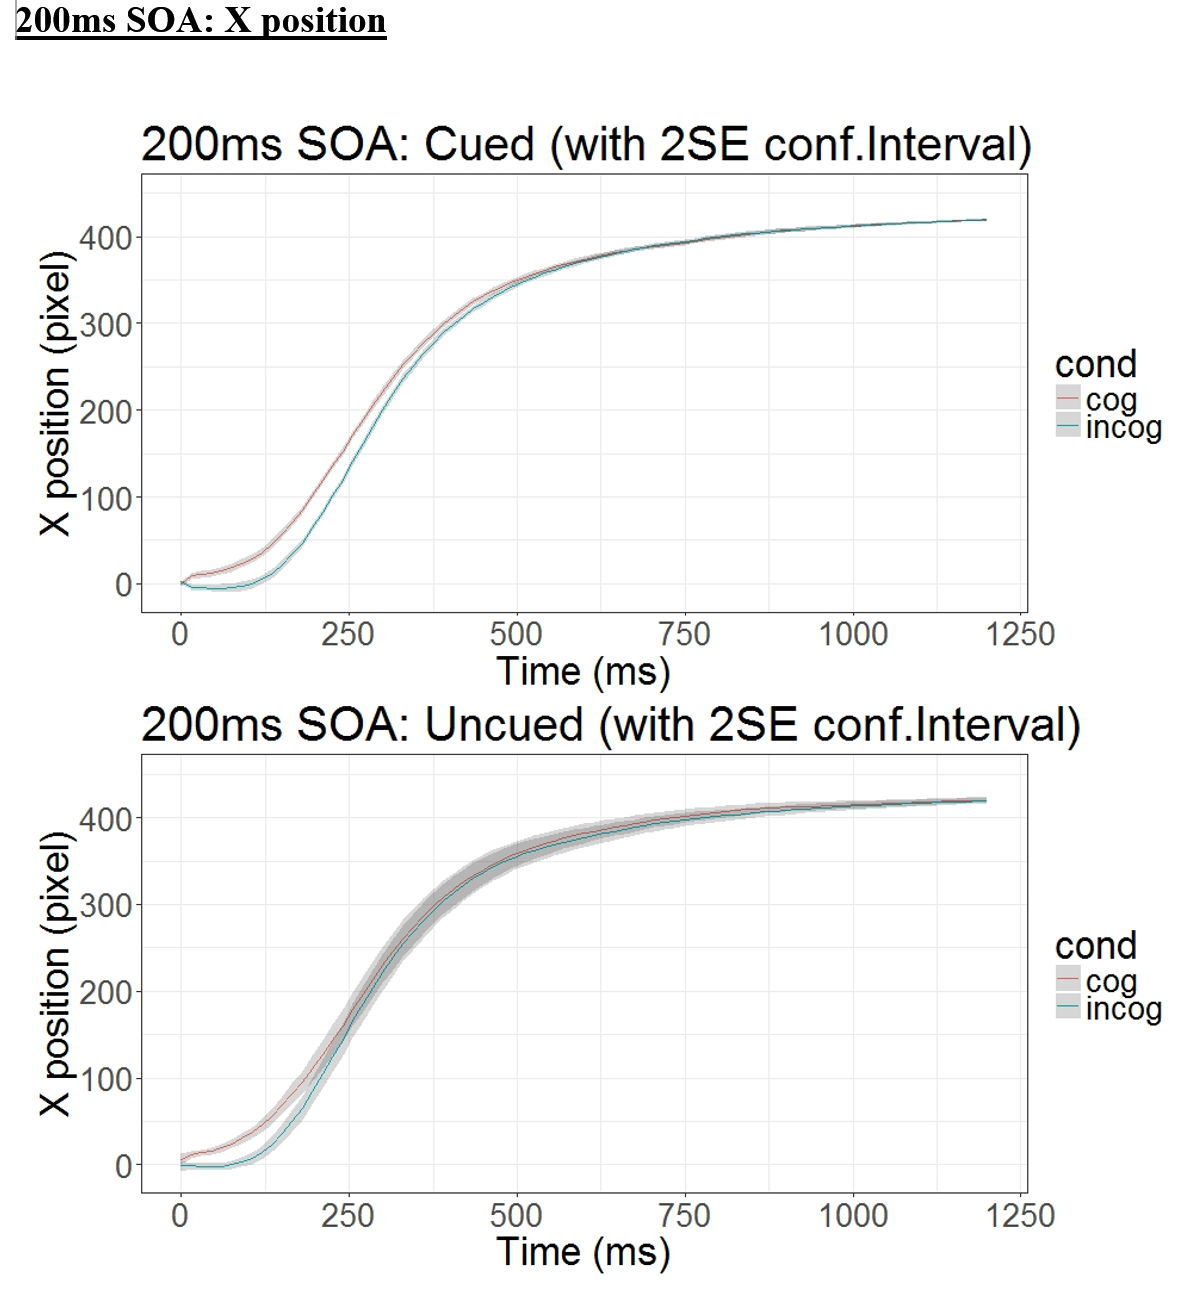 200ms SOA: X position
200ms SOA: Cued (with 2SE conf.Interval)
400
300
200
100
0
X position (pixel)
0 250 500 750 1000 1250
Time (ms)
cond
cog
incog
200ms SOA: Uncued (with 2SE conf.Interval)
400
300
200
100
0
X position (pixel)
0 250 500 750 1000 1250
Time (ms)
cond
cog
incog